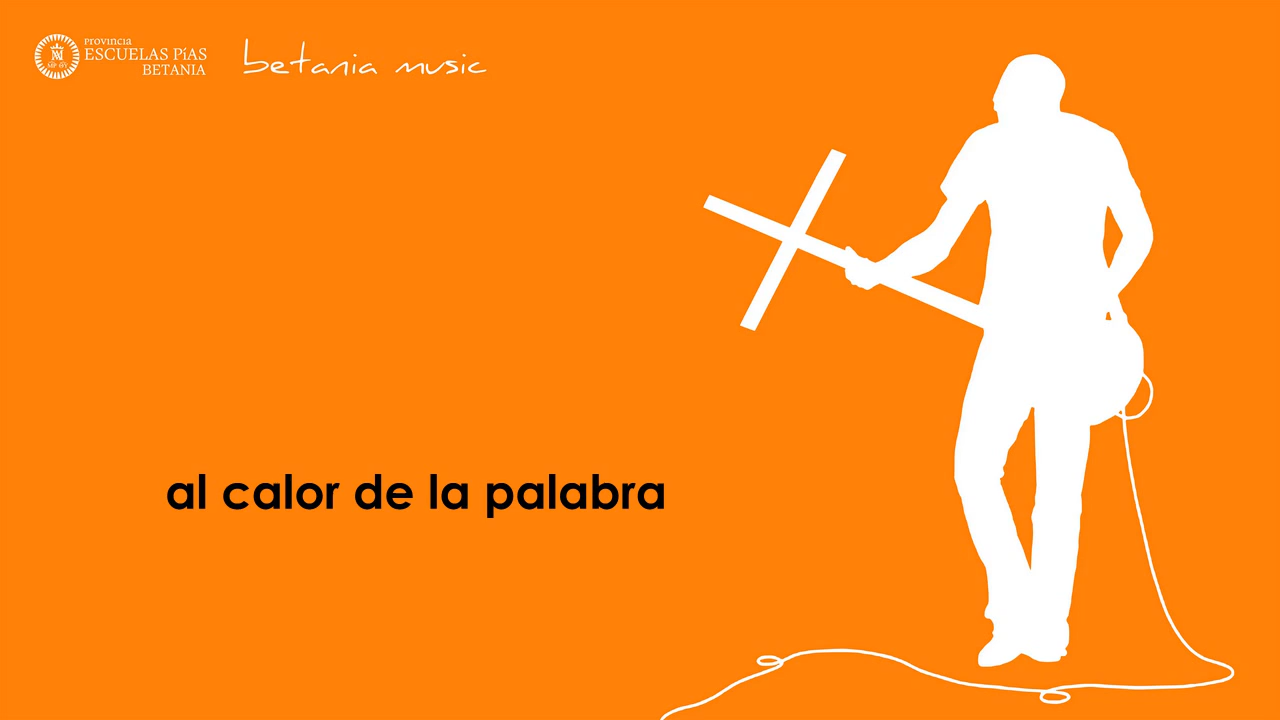 Provincia
ESCUELAS PíAS
BETANIA
betania music
al calor de la palabra